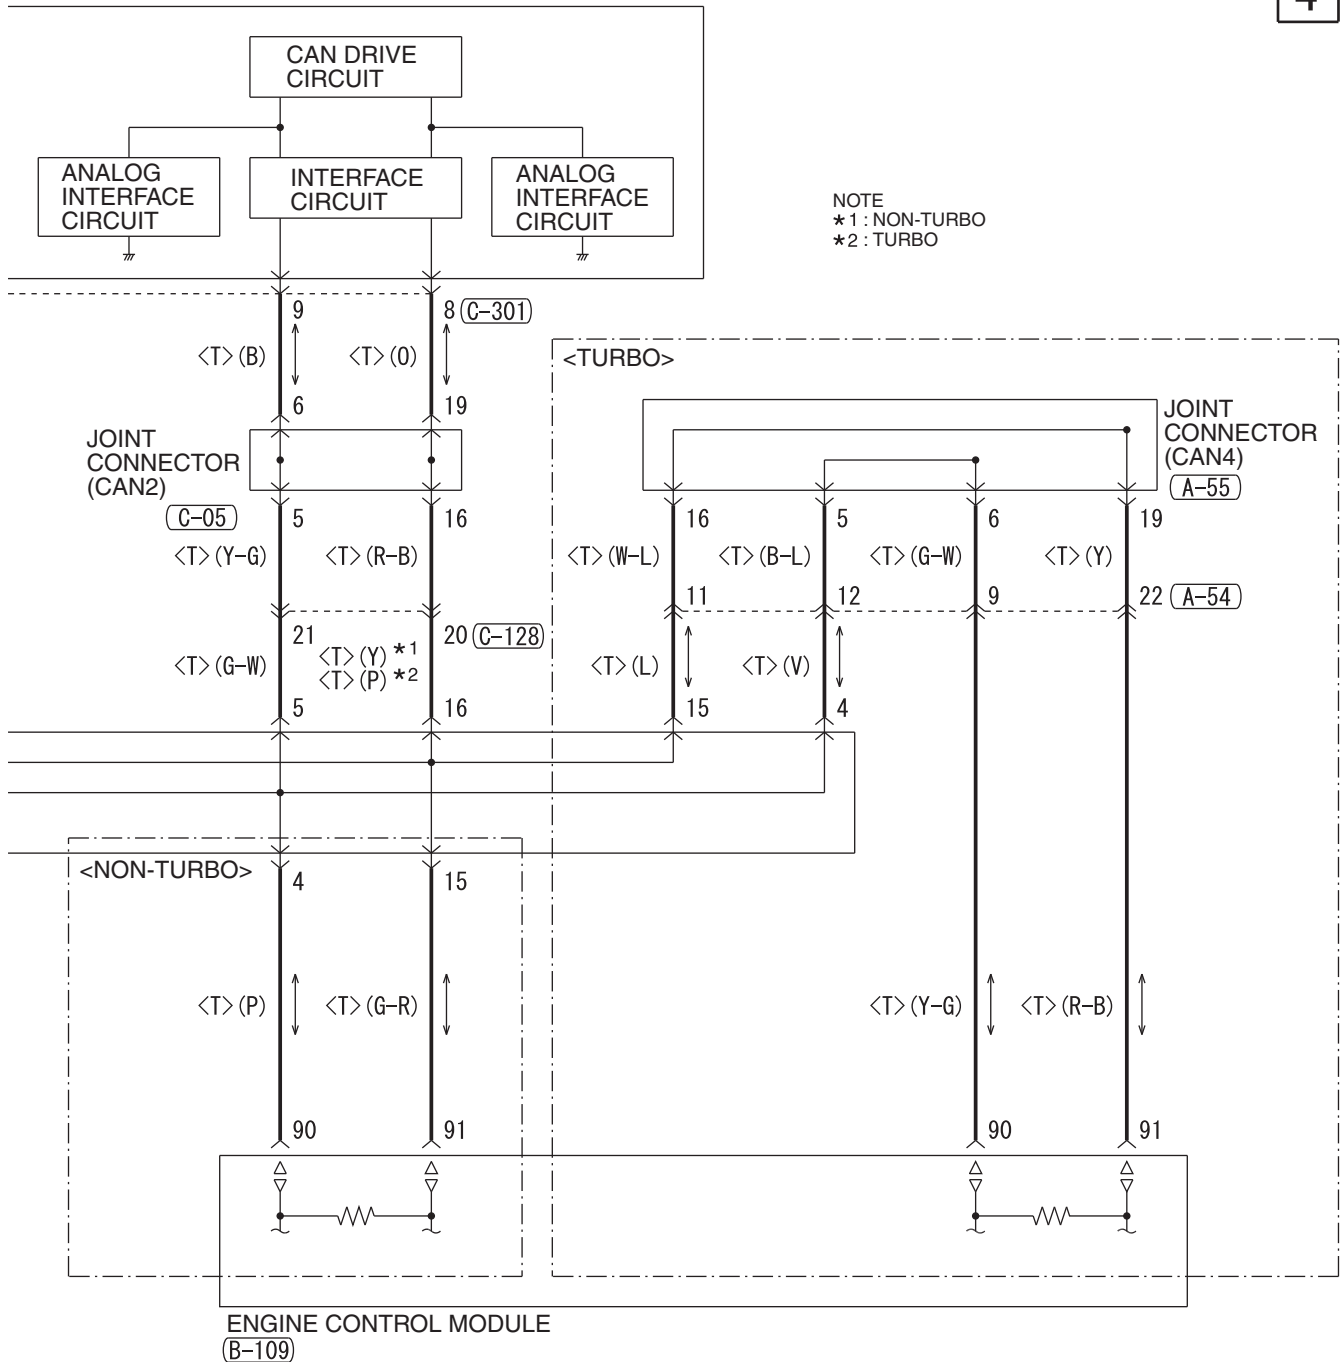 4
CAN DRIVE
CIRCUIT
ANALOG
INTERFACE
CIRCUIT
INTERFACE
CIRCUIT
ANALOG
INTERFACE
CIRCUIT
NOTE
*1 : NON-TURBO
*2 : TURBO
9
8 C-301
<T>(B)
<T>(O)
6
19
JOINT
CONNECTOR
(CAN2)
C-05
5
16
<T>(Y-G)
<T>(R-B)
21
20 C-128
<T>(G-W)
<T>(Y) *1
<T>(P) *2
5
16
<TURBO>
JOINT
CONNECTOR
(CAN4)
A-55
16
5
6
19
<T>(W-L)
<T>(B-L)
<T>(G-W)
<T>(Y)
11
12
9
22 A-54
<T>(L)
<T>(V)
15
4
<NON-TURBO>
4
15
<T>(P)
<T>(G-R)
<T>(Y-G)
<T>(R-B)
90
91
90
91
ENGINE CONTROL MODULE
B-109